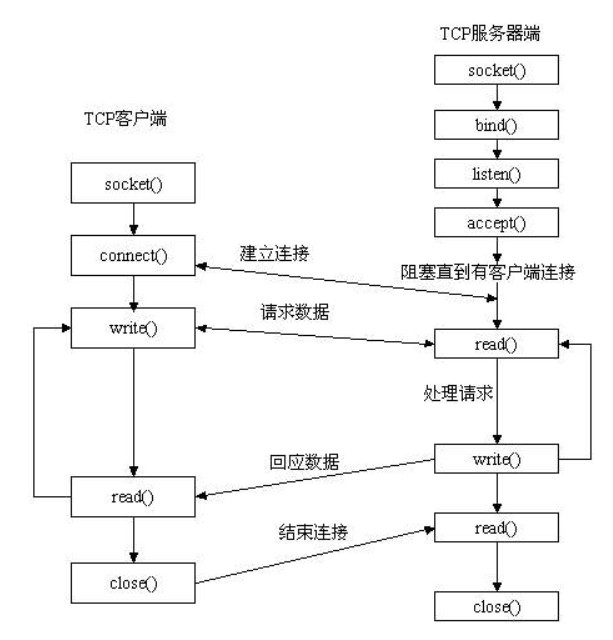 TCP服务器端
socket()
bind()
TCP客户端
listen()
socket()
accept()
connect()
建立连接
阻塞直到有客户端连接
请求数据
write()
read()
处理请求
回应数据
write()
read()
结束连接
read()
close()
close()